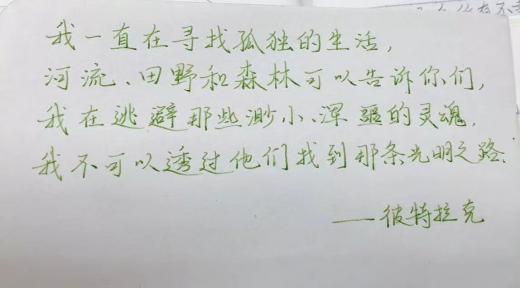 我一直在寻找孤独的生活，
河流、田野和森林可以告诉你们，
我在逃避那些渺小、浑噩的灵魂，
我不可以透过他们找到那条光明之路.
——彼特拉克